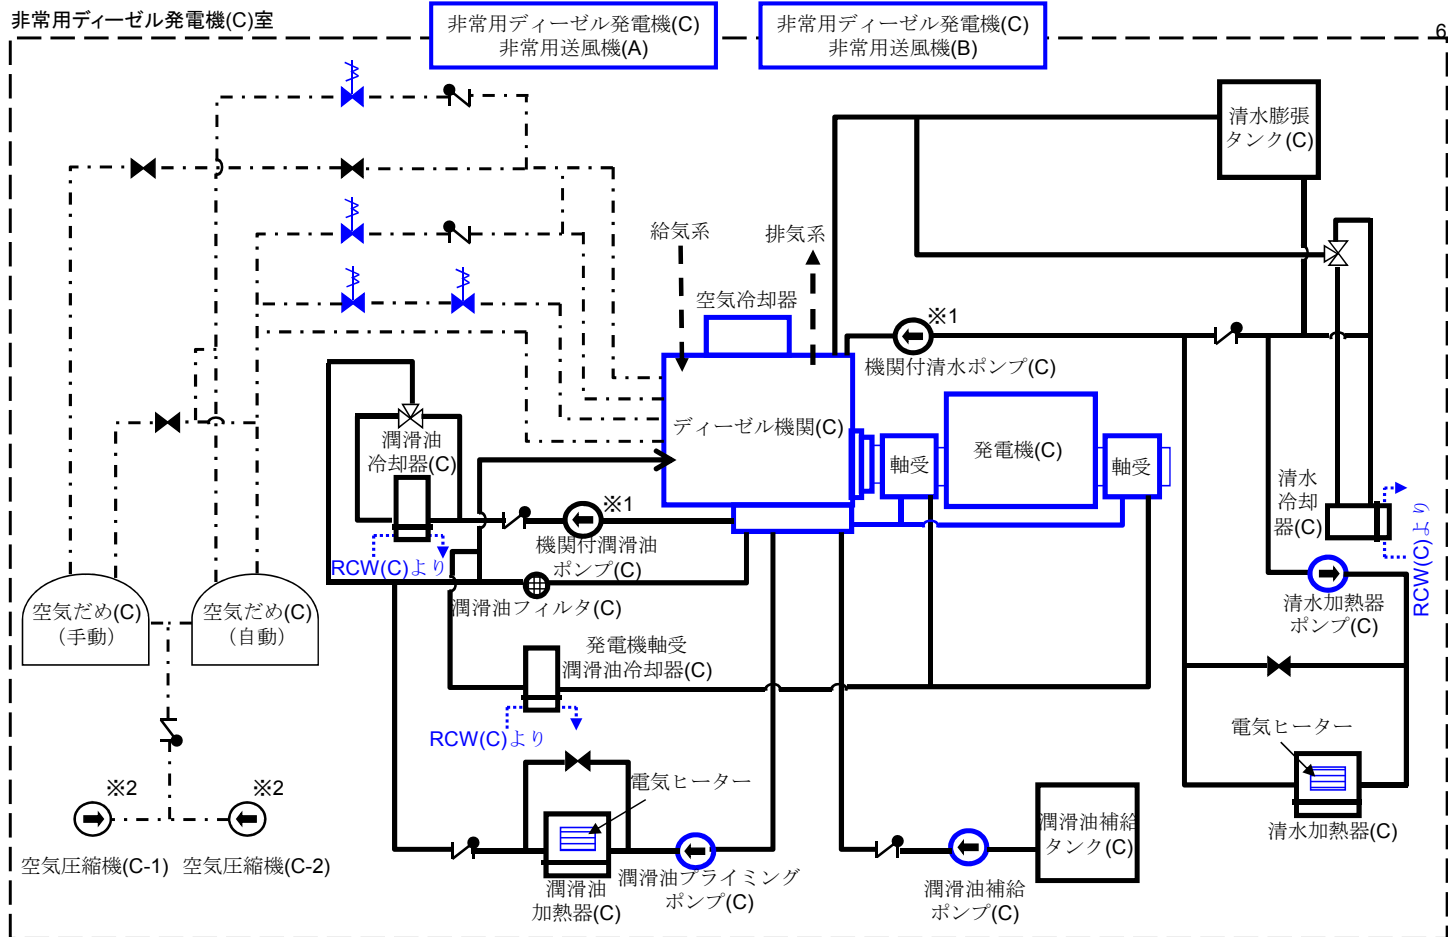 非常用ディーゼル発電機(C)室
非常用ディーゼル発電機(C)
非常用送風機(A)
非常用ディーゼル発電機(C)
非常用送風機(B)
6
清水膨張
タンク(C)
給気系
排気系
空気冷却器
※1
機関付清水ポンプ(C)
ディーゼル機関(C)
軸受
発電機(C)
軸受
潤滑油
冷却器(C)
※1
機関付潤滑油
ポンプ(C)
RCW(C)より
潤滑油フィルタ(C)
清水
冷却
器(C)
RCW(C)より
清水加熱器
ポンプ(C)
空気だめ(C)
（手動）
空気だめ(C)
（自動）
発電機軸受
潤滑油冷却器(C)
RCW(C)より
電気ヒーター
清水加熱器(C)
※2
※2
空気圧縮機(C-1)
空気圧縮機(C-2)
電気ヒーター
潤滑油
加熱器(C)
潤滑油プライミング
ポンプ(C)
潤滑油補給
ポンプ(C)
潤滑油補給
タンク(C)